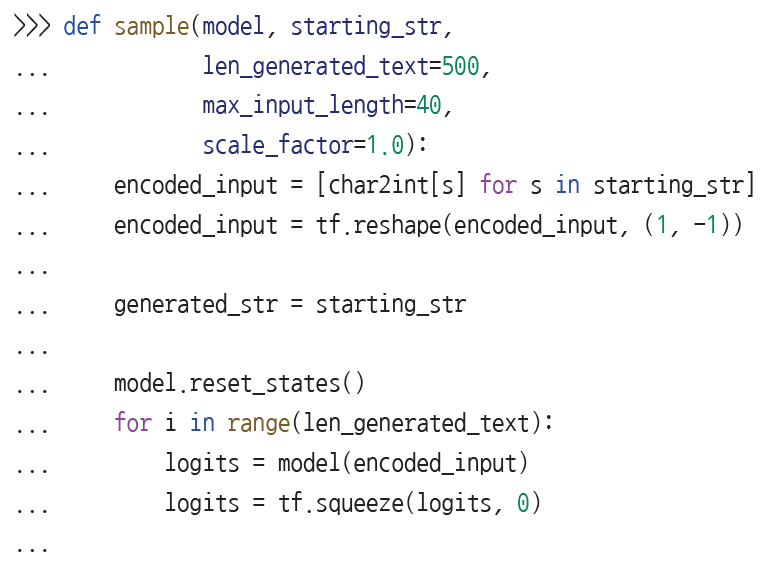 >>> def sample(model, starting_str,
...            len_generated_text=500,
...            max_input_length=40,
...            scale_factor=1.0):
...     encoded_input = [char2int[s] for s in starting_str]
...     encoded_input = tf.reshape(encoded_input, (1, -1))
...
...     generated_str = starting_str
...
...     model.reset_states()
...     for i in range(len_generated_text):
...         logits = model(encoded_input)
...         logits = tf.squeeze(logits, 0)
...